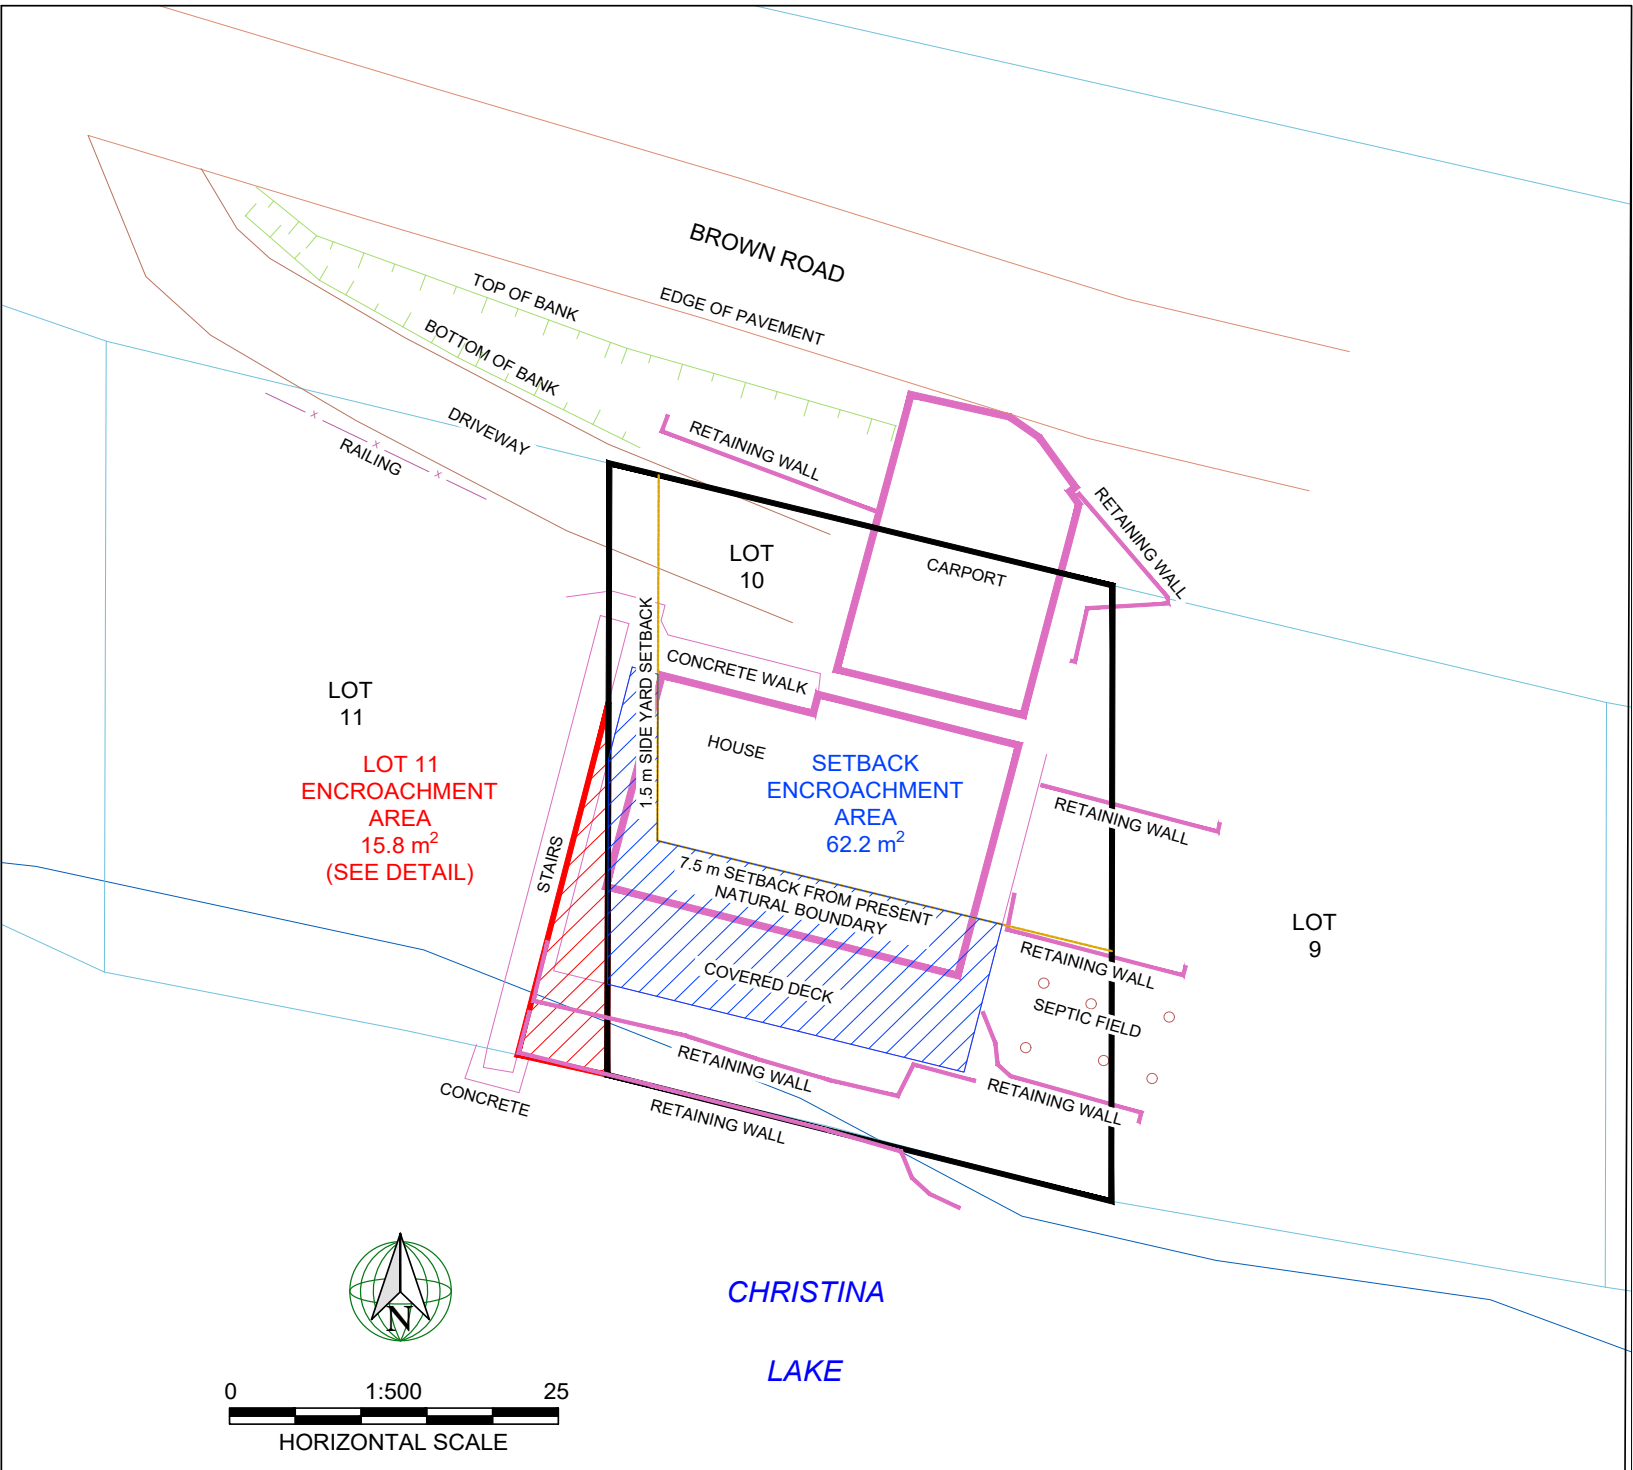 BROWN ROAD
EDGE OF PAVEMENT
TOP OF BANK
BOTTOM OF BANK
DRIVEWAY
RAILING
x
x
x
RETAINING WALL
RETAINING WALL
LOT
10
CARPORT
1.5 m SIDE YARD SETBACK
CONCRETE WALK
LOT
11
HOUSE
LOT 11
ENCROACHMENT
AREA
15.8 m²
(SEE DETAIL)
SETBACK
ENCROACHMENT
AREA
62.2 m²
RETAINING WALL
STAIRS
7.5 m SETBACK FROM PRESENT
NATURAL BOUNDARY
LOT
9
RETAINING WALL
COVERED DECK
SEPTIC FIELD
RETAINING WALL
RETAINING WALL
CONCRETE
RETAINING WALL
N
CHRISTINA
LAKE
0 1:500 25
HORIZONTAL SCALE